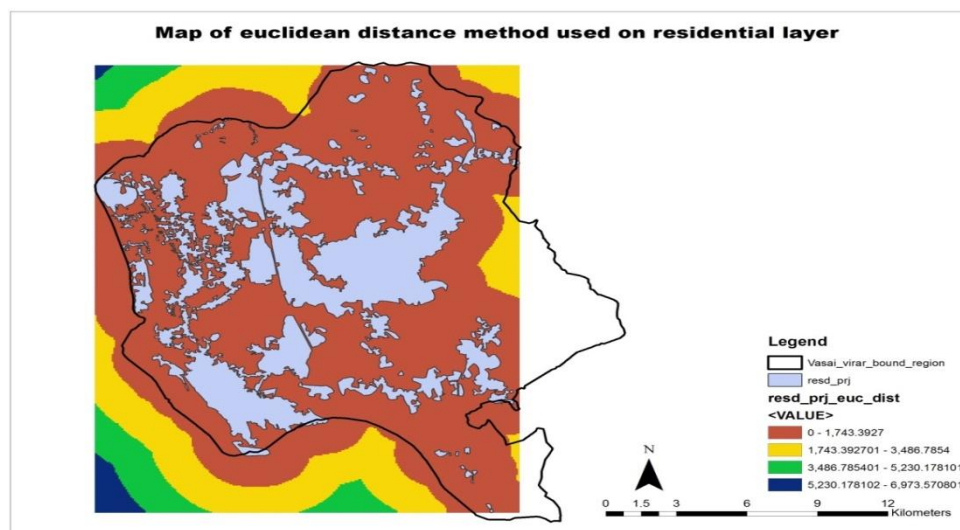 Map of euclidean distance method used on residential layer
Legend
Vasai_virar_bound_region
resd_prj
resd_prj_euc_dist
<VALUE>
0 - 1,743.3927
1,743.392701 - 3,486.7854
3,486.785401 - 5,230.178101
5,230.178102 - 6,973.570801
N
0 1.5 3 6 9 12
Kilometers